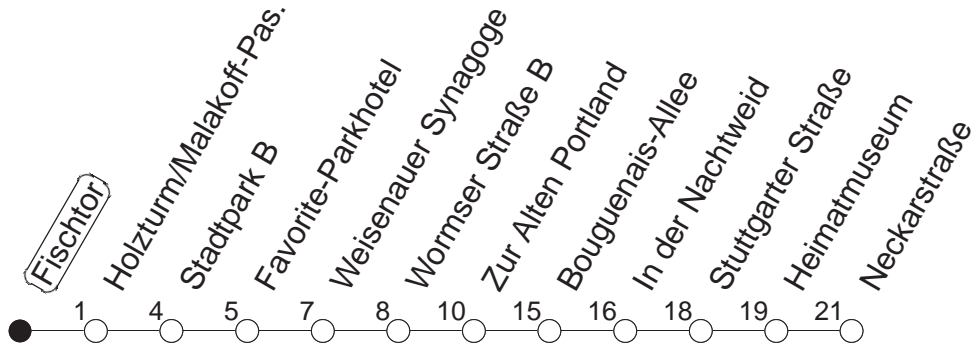 Fischtor
Holzturm/Malakoff-Pas.
Stadtpark B
Favorite-Parkhotel
Weisenauer Synagoge
Wormser Straße B
Zur Alten Portland
Bouguenais-Allee
In der Nachtweid
Stuttgarter Straße
Heimatmuseum
Neckarstraße
1 4 5 7 8 10 15 16 18 19 21